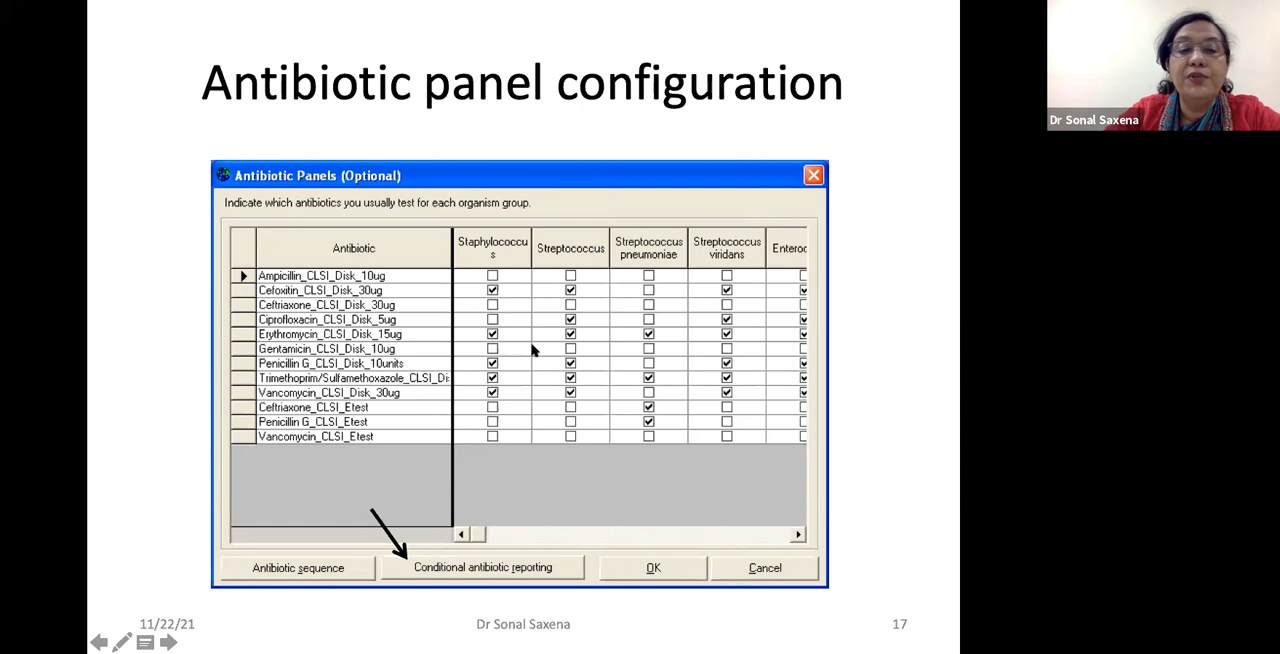 Antibiotic panel configuration
Dr Sonal Saxena
Antibiotic Panels (Optional)
Indicate which antibiotics you usually test for each organism group.
Antibiotic
Staphylococcu
s
Streptococcus
Streptococcus
pneumoniae
Streptococcus
viridans
Enteroc
Ampicillin_CLSI_Disk_10ug
Cefoxitin_CLSI_Disk_30ug
Ceftriaxone_CLSI_Disk_30ug
Ciprofloxacin_CLSI_Disk_5ug
Erythromycin_CLSI_Disk_15ug
Gentamicin_CLSI_Disk_10ug
Penicillin G_CLSI_Disk_10units
Trimethoprim/Sulfamethoxazole_CLSI_Di
Vancomycin_CLSI_Disk_30ug
Ceftriaxone_CLSI_Etest
Penicillin G_CLSI_Etest
Vancomycin_CLSI_Etest
Antibiotic sequence
Conditional antibiotic reporting
OK
Cancel
11/22/21
Dr Sonal Saxena
17